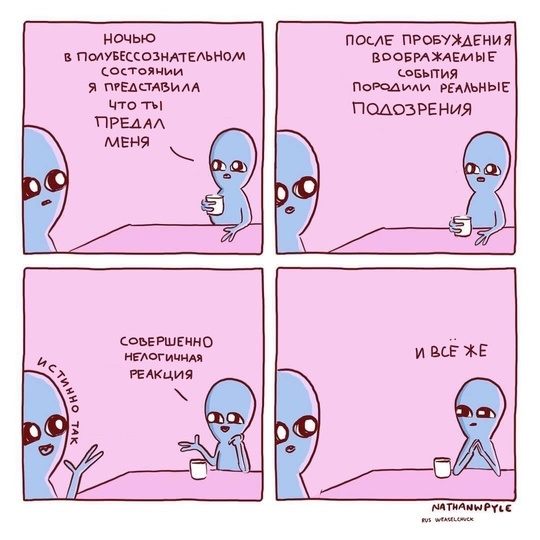 НОЧЬЮ
В ПОЛУБЕССОЗНАТЕЛЬНОМ
СОСТОЯНИИ
Я ПРЕДСТАВИЛА
ЧТО ТЫ
ПРЕДАЛ
МЕНЯ
ПОСЛЕ ПРОБУЖДЕНИЯ
ВООБРАЖАЕМЫЕ
СОБЫТИЯ
ПОРОДИЛИ РЕАЛЬНЫЕ
ПОДОЗРЕНИЯ
СОВЕРШЕННО
НЕЛОГИЧНАЯ
РЕАКЦИЯ
ИСТИННО ТАК
И ВСЁ ЖЕ
NATHANWPYLE
RUS WEASELCHUCK